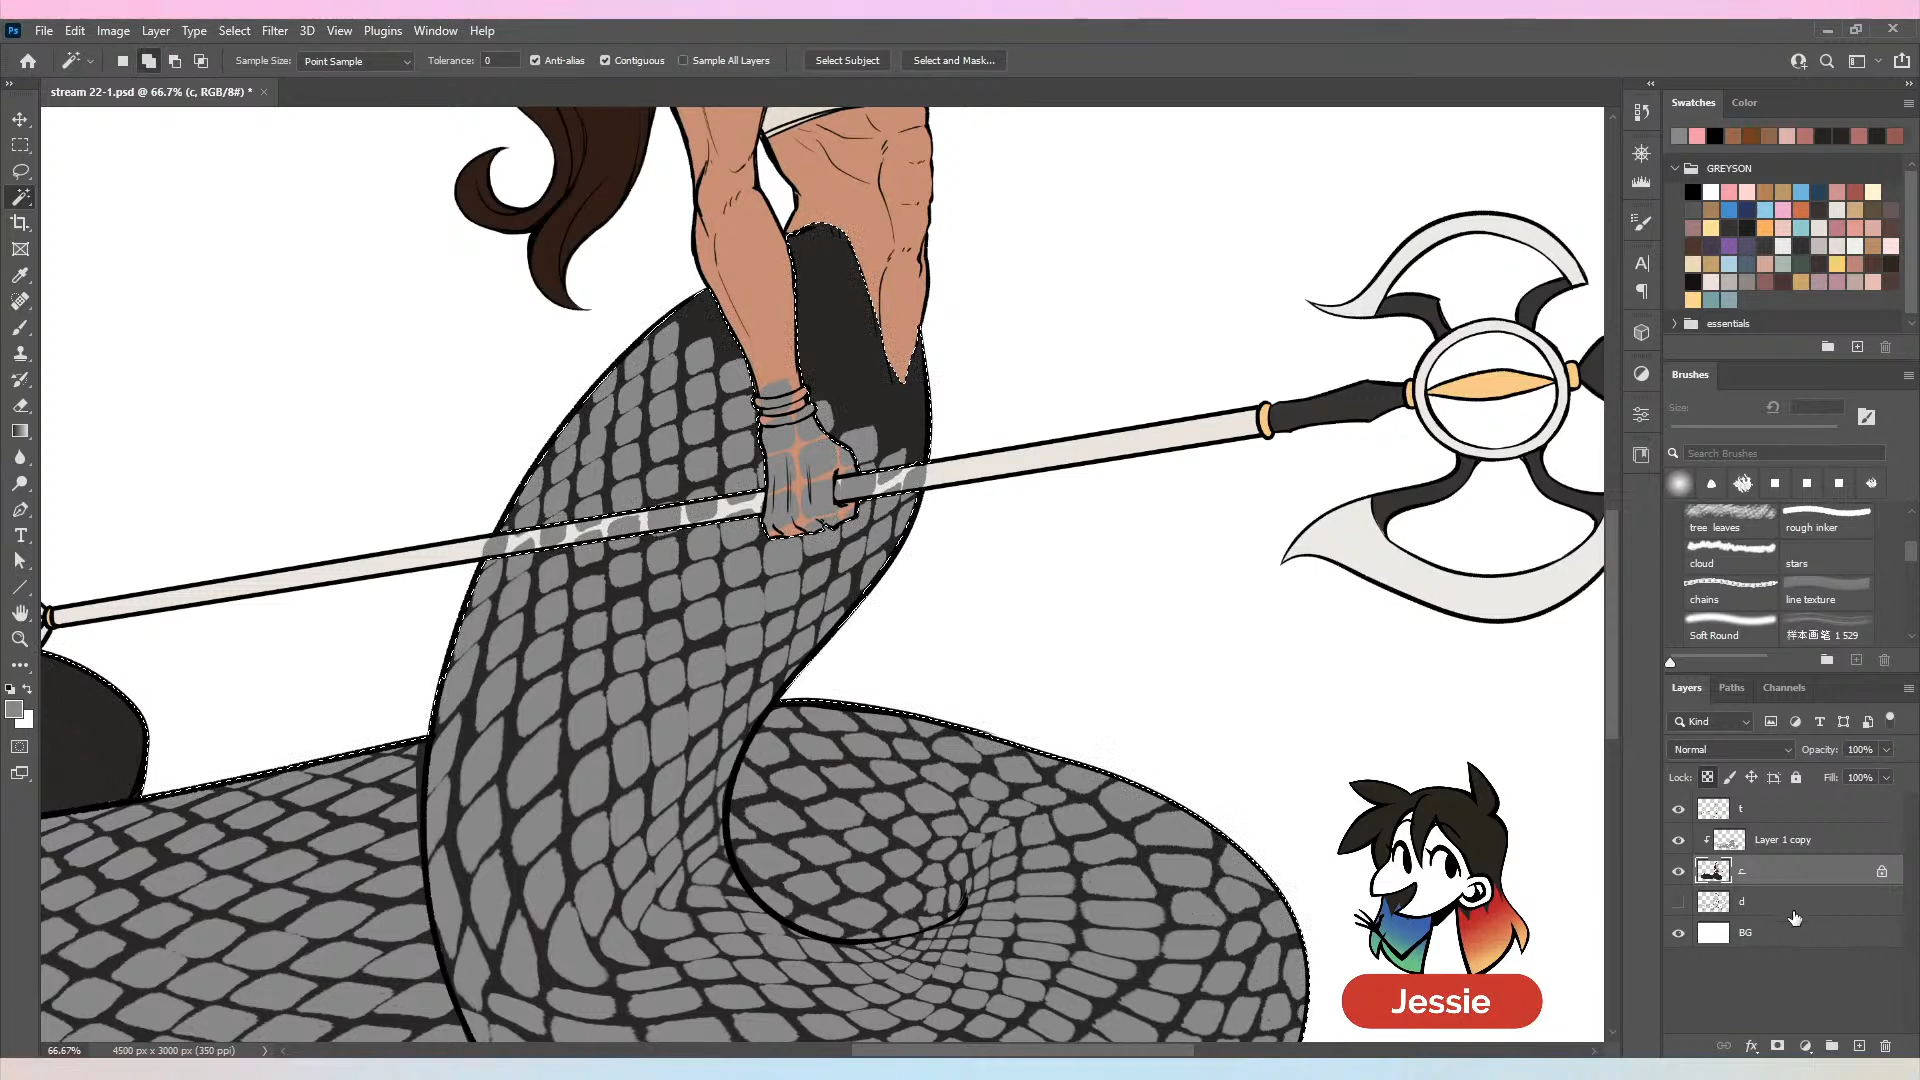 Ps File Edit Image Layer Type Select Filter 3D View Plugins Window Help
Sample Size: Point Sample Tolerance: 0 Anti-alias Contiguous Sample All Layers Select Subject Select and Mask...
stream 22-1.psd @ 66.7% (c, RGB/8#) *
Swatches Color
GREYSON
essentials
Brushes
Size:
Search Brushes
tree leaves rough inker
cloud stars
chains line texture
Soft Round 样本画笔 1 529
Layers Paths Channels
Kind
Normal Opacity: 100%
Lock: Fill: 100%
t
Layer 1 copy
d
BG
Jessie
66.67% 4500 px x 3000 px (350 ppi)